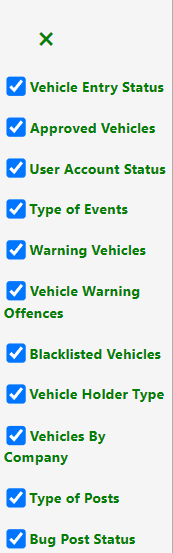 ×
Vehicle Entry Status
Approved Vehicles
User Account Status
Type of Events
Warning Vehicles
Vehicle Warning
Offences
Blacklisted Vehicles
Vehicle Holder Type
Vehicles By
Company
Type of Posts
Bug Post Status